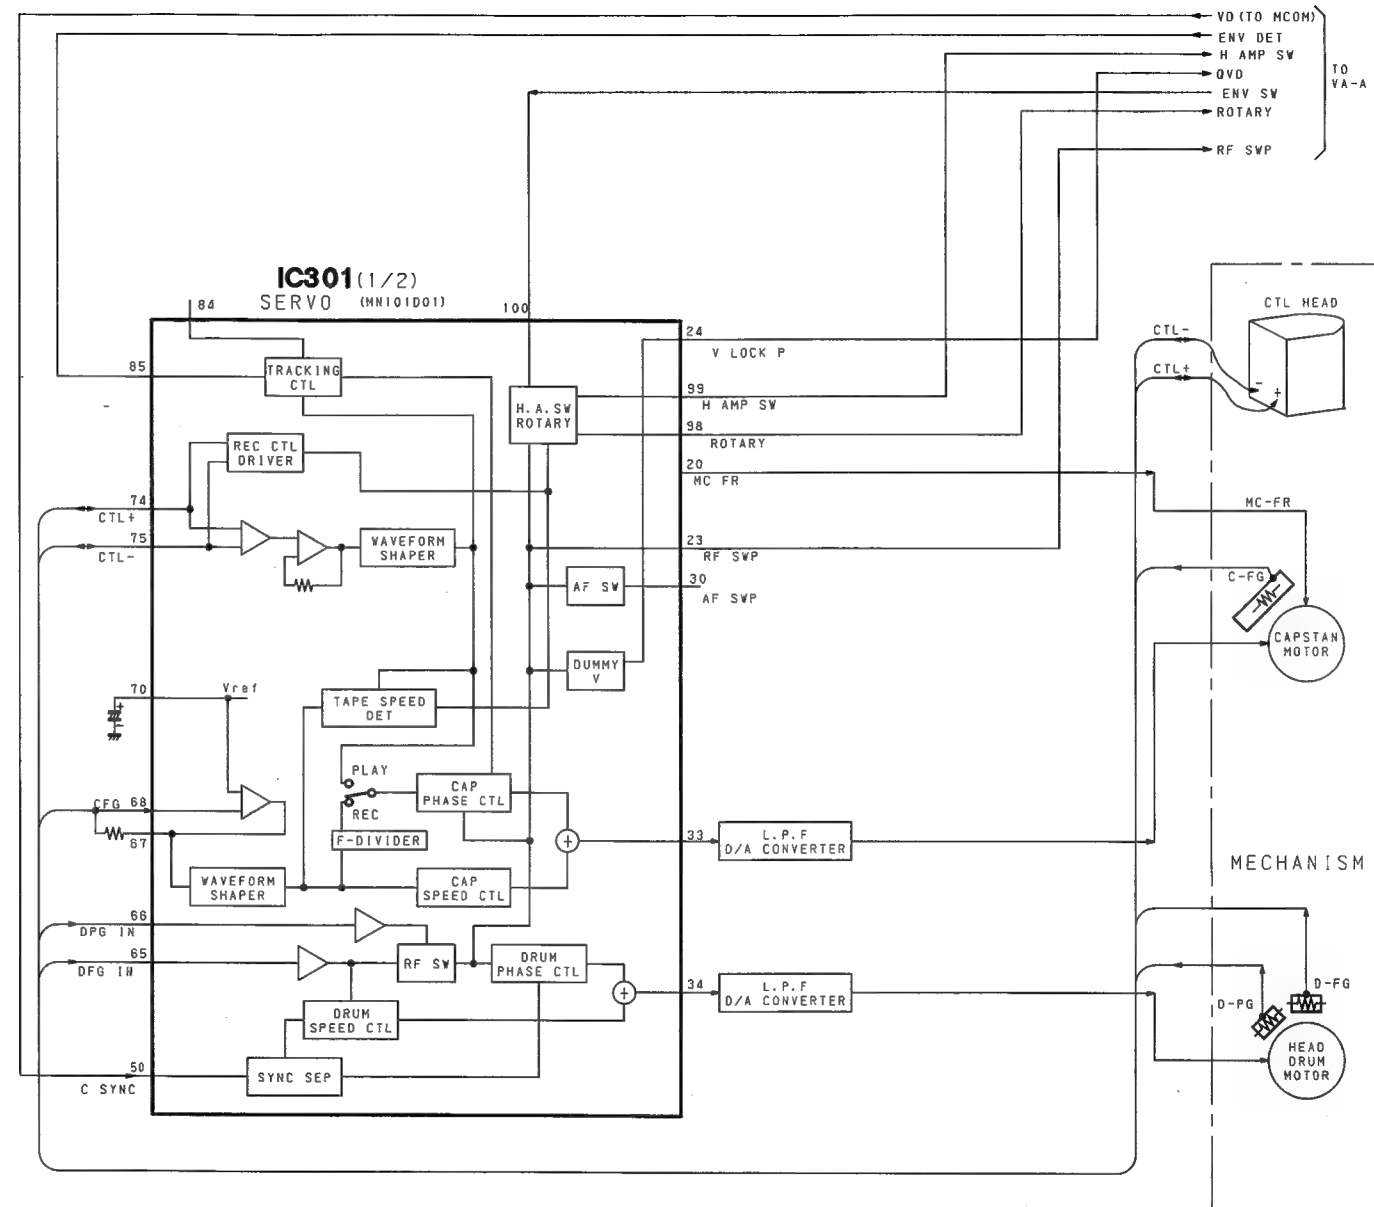 VD (TO MCOM)
ENV DET
H AMP SW
QVD
ENV SW
ROTARY
RF SWP
TO
VA-A
IC301 (1/2)
SERVO (MN101D01)
84
100
CTL HEAD
24
V LOCK P
CTL-
CTL+
-
+
85
TRACKING
CTL
99
H AMP SW
H.A.SW
ROTARY
98
ROTARY
REC CTL
DRIVER
20
MC FR
MC-FR
74
CTL+
75
CTL-
WAVEFORM
SHAPER
23
RF SWP
AF SW
30
AF SWP
C-FG
CAPSTAN
MOTOR
DUMMY
V
70
Vref
+
-
TAPE SPEED
DET
PLAY
REC
CAP
PHASE CTL
CFG 68
67
F-DIVIDER
+
33
L.P.F
D/A CONVERTER
MECHANISM
WAVEFORM
SHAPER
CAP
SPEED CTL
66
DPG IN
65
DFG IN
RF SW
DRUM
PHASE CTL
+
34
L.P.F
D/A CONVERTER
D-FG
D-PG
DRUM
SPEED CTL
HEAD
DRUM
MOTOR
50
C SYNC
SYNC SEP